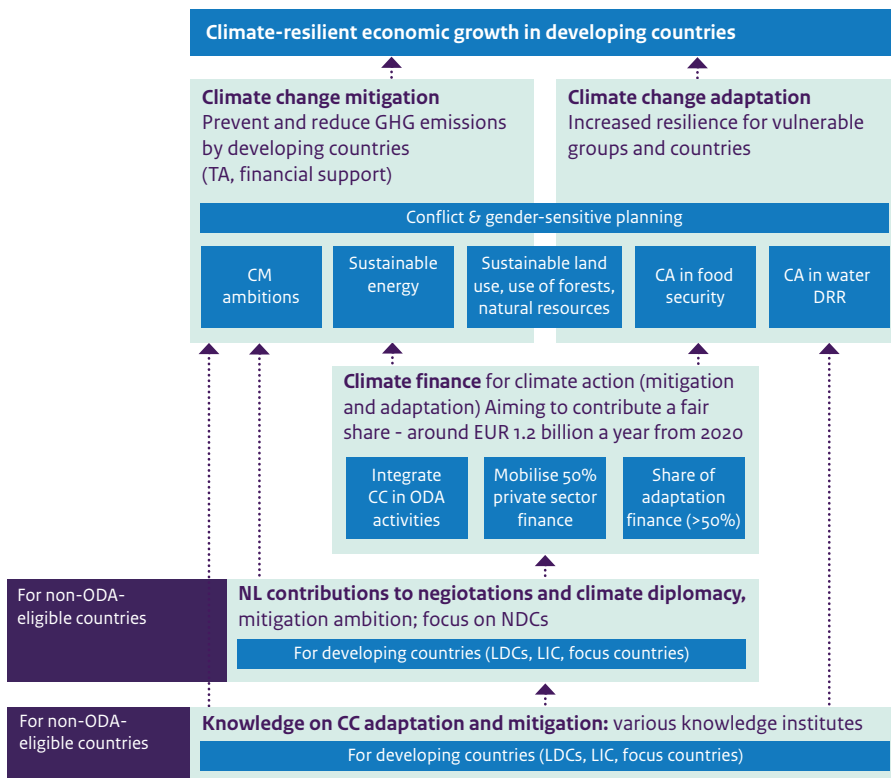 Climate-resilient economic growth in developing countries
Climate change mitigation
Prevent and reduce GHG emissions
by developing countries
(TA, financial support)
Climate change adaptation
Increased resilience for vulnerable
groups and countries
Conflict & gender-sensitive planning
CM
ambitions
Sustainable
energy
Sustainable land
use, use of forests,
natural resources
CA in food
security
CA in water
DRR
Climate finance for climate action (mitigation
and adaptation) Aiming to contribute a fair
share - around EUR 1.2 billion a year from 2020
Integrate
CC in ODA
activities
Mobilise 50%
private sector
finance
Share of
adaptation
finance (>50%)
For non-ODA-
eligible countries
NL contributions to negiotations and climate diplomacy,
mitigation ambition; focus on NDCs
For developing countries (LDCs, LIC, focus countries)
For non-ODA-
eligible countries
Knowledge on CC adaptation and mitigation: various knowledge institutes
For developing countries (LDCs, LIC, focus countries)